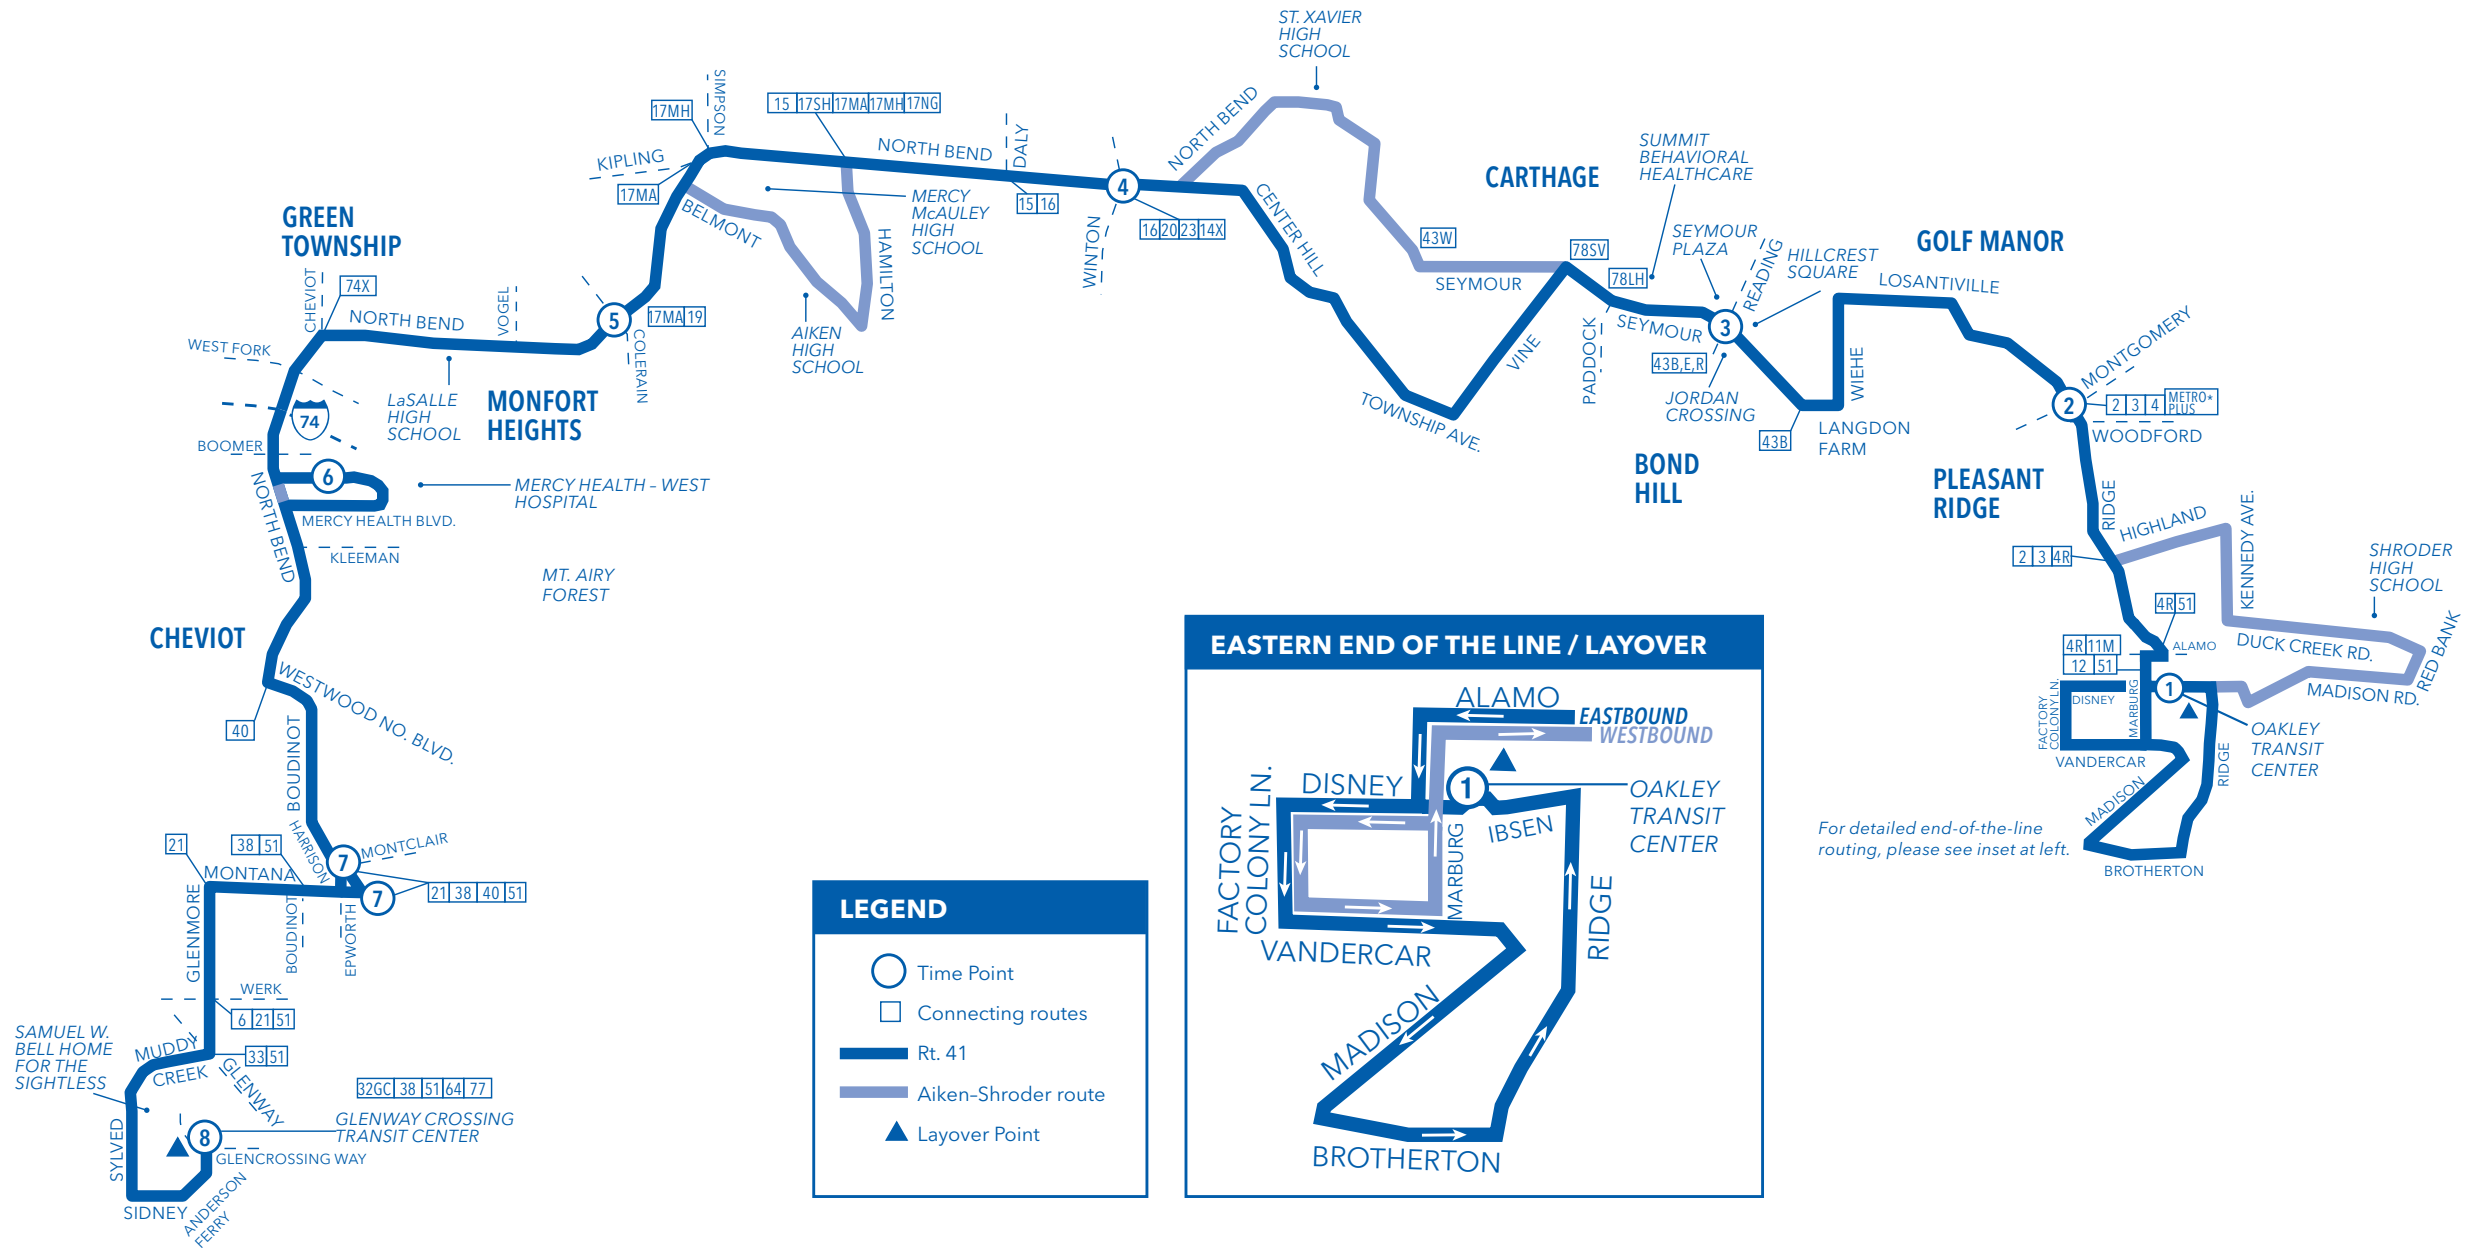 ST. XAVIER
HIGH
SCHOOL
SIMPSON
17MH
15 17SH 17MA 17MH 17NG
NORTH BEND
DALY
NORTH BEND
KIPLING
17MA
BELMONT
MERCY
McAULEY
HIGH
SCHOOL
HAMILTON
AIKEN
HIGH
SCHOOL
15 16
4
WINTON
16 20 23 14X
CENTER HILL
TOWNSHIP AVE.
VINE
43W
SEYMOUR
CARTHAGE
78SV
78LH
SUMMIT
BEHAVIORAL
HEALTHCARE
SEYMOUR
PLAZA
READING
HILLCREST
SQUARE
PADDOCK
SEYMOUR
3
43B,E,R
JORDAN
CROSSING
43B
BOND
HILL
LANGDON
FARM
WIEHE
GOLF MANOR
LOSANTIVILLE
MONTGOMERY
2
2 3 4 METRO*
PLUS
WOODFORD
PLEASANT
RIDGE
RIDGE
HIGHLAND
2 3 4R
KENNEDY AVE.
SHRODER
HIGH
SCHOOL
4R 51
DUCK CREEK RD.
RED BANK
MADISON RD.
4R 11M
12 51
ALAMO
FACTORY
COLONY LN.
DISNEY
MARBURG
1
VANDERCAR
OAKLEY
TRANSIT
CENTER
RIDGE
MADISON
BROTHERTON
For detailed end-of-the-line
routing, please see inset at left.
GREEN
TOWNSHIP
CHEVIOT
74X
NORTH BEND
VOGEL
5
17MA 19
COLERAIN
WEST FORK
LaSALLE
HIGH
SCHOOL
MONFORT
HEIGHTS
74
BOOMER
6
MERCY HEALTH – WEST
HOSPITAL
MERCY HEALTH BLVD.
NORTH BEND
KLEEMAN
MT. AIRY
FOREST
CHEVIOT
WESTWOOD NO. BLVD.
40
BOUDINOT
HARRISON
21
38 51
7
MONTCLAIR
MONTANA
7
21 38 40 51
GLENMORE
BOUDINOT
EPWORTH
WERK
6 21 51
SAMUEL W.
BELL HOME
FOR THE
SIGHTLESS
MUDDY
CREEK
33 51
GLENWAY
32GC 38 51 64 77
GLENWAY CROSSING
TRANSIT CENTER
8
GLENCROSSING WAY
SYLVED
SIDNEY
ANDERSON
FERRY
LEGEND
Time Point
Connecting routes
Rt. 41
Aiken–Shroder route
Layover Point
EASTERN END OF THE LINE / LAYOVER
ALAMO
EASTBOUND
WESTBOUND
DISNEY
1
OAKLEY
TRANSIT
CENTER
FACTORY
COLONY LN.
MARBURG
IBSEN
VANDERCAR
RIDGE
MADISON
BROTHERTON